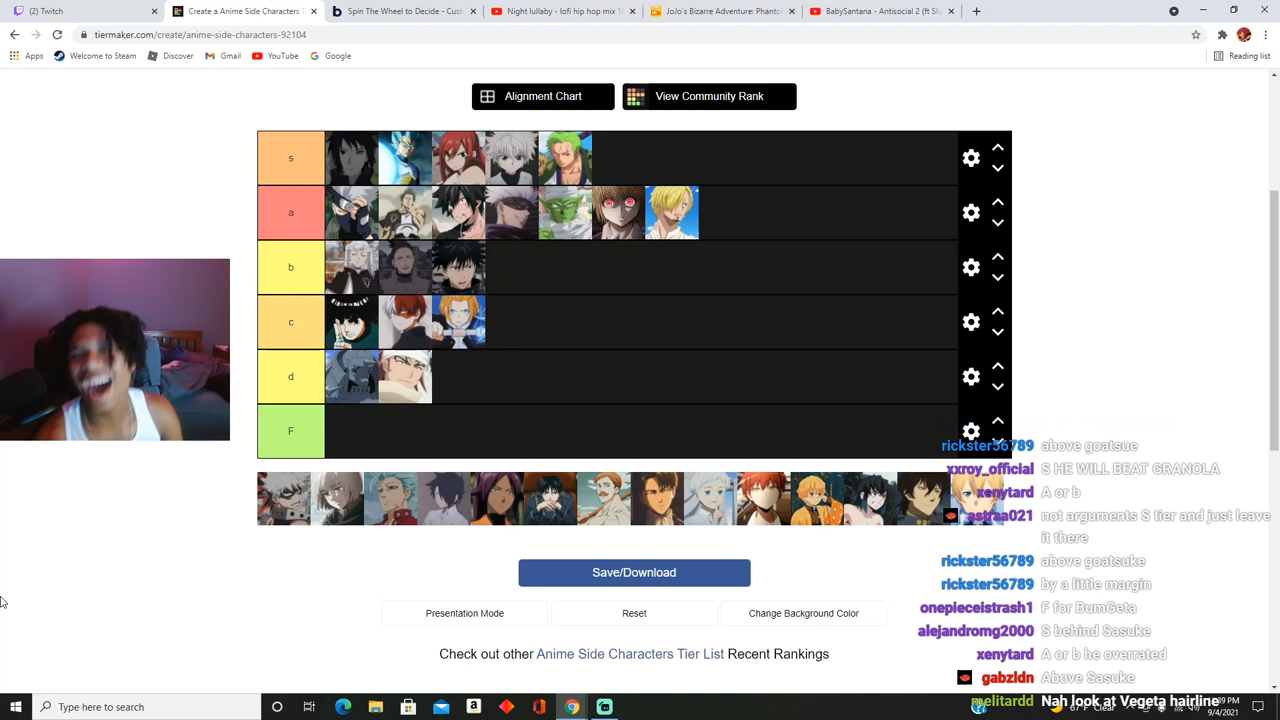 (2) Twitch
Create a Anime Side Characters T
Spin The Wheel to Decide - Cust
Night lullaby - lofi hip hop mix 1
JoJo's Bizarre Adventure: Phanto
BabySantana - Antisocial 2 (ft Sl
tiermaker.com/create/anime-side-characters-92104
Apps
Welcome to Steam
Discover
Gmail
YouTube
Google
Reading list
Alignment Chart
View Community Rank
s
a
b
c
d
F
rickster56789 above goatsue
xxroy_official S HE WILL BEAT GRANOLA
xenytard A or b
astraa021 not arguments S tier and just leave
it there
rickster56789 above goatsuke
rickster56789 by a little margin
onepieceistrash1 F for BumGeta
alejandromg2000 S behind Sasuke
xenytard A or b he overrated
gabzldn Above Sasuke
melitardd Nah look at Vegeta hairline
Save/Download
Presentation Mode
Reset
Change Background Color
Check out other Anime Side Characters Tier List Recent Rankings
Type here to search
Clear
9/4/2021